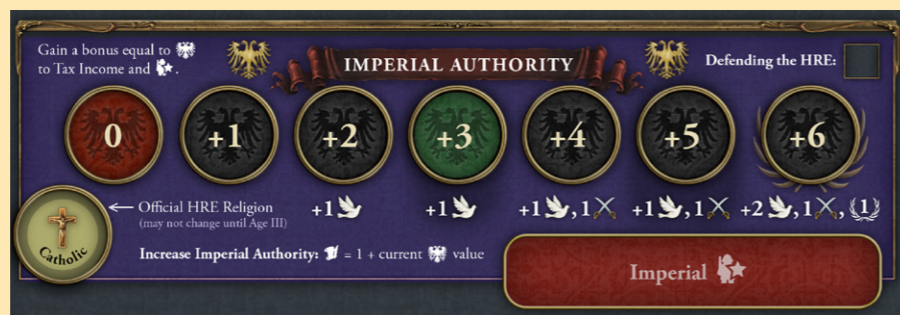 Gain a bonus equal to
to Tax Income and .
IMPERIAL AUTHORITY
Defending the HRE:
0 +1 +2 +3 +4 +5 +6
Official HRE Religion
(may not change until Age III)
+1 +1 +1 , 1 +1 , 1 +2 , 1 , 1
Catholic
Increase Imperial Authority: = 1 + current value
Imperial